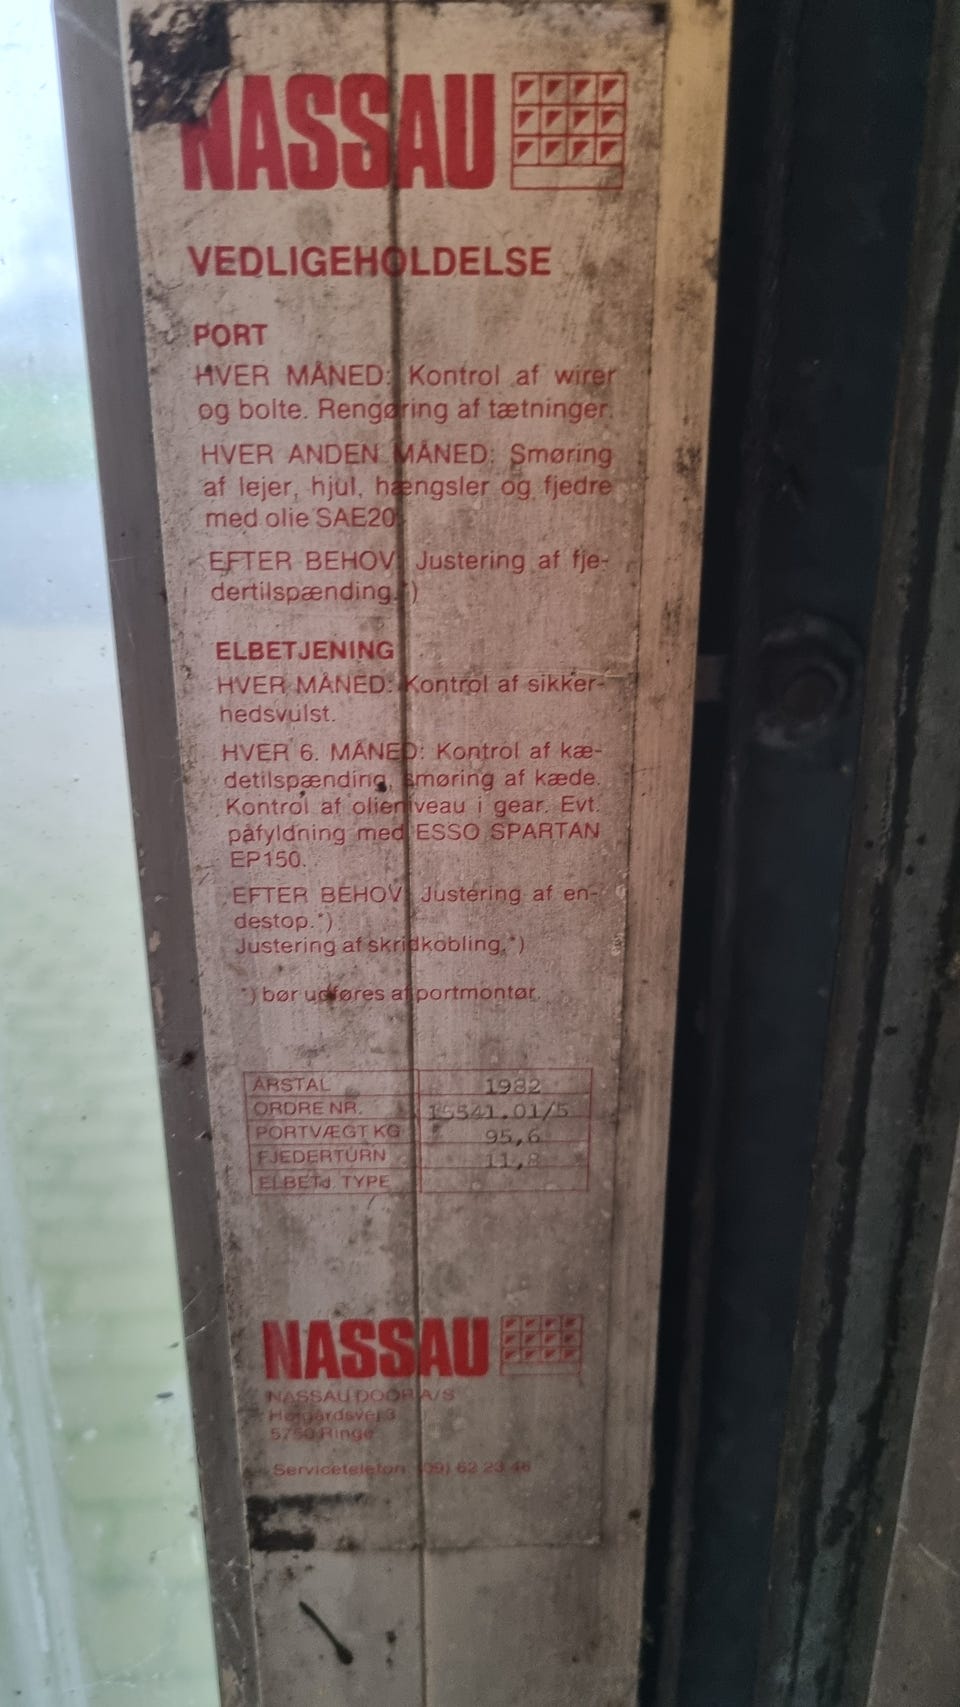 NASSAU
VEDLIGEHOLDELSE
PORT
HVER MÅNED: Kontrol af wirer
og bolte. Rengøring af tætninger.
HVER ANDEN MÅNED: Smøring
af lejer, hjul, hængsler og fjedre
med olie SAE20.
EFTER BEHOV: Justering af fje-
dertilspænding.*)
ELBETJENING
HVER MÅNED: Kontrol af sikker-
hedsvulst.
HVER 6. MÅNED: Kontrol af kæ-
detilspænding, smøring af kæde.
Kontrol af olieniveau i gear. Evt.
påfyldning med ESSO SPARTAN
EP150.
EFTER BEHOV: Justering af en-
destop.*)
Justering af skridkobling.*)
*) bør udføres af portmontør.
ÅRSTAL 1982
ORDRE NR. 15541.01/5
PORTVÆGT KG 95,6
FJEDERTURN 11,8
ELBETJ. TYPE
NASSAU
NASSAU DOOR A/S
Højgårdsvej 3
5750 Ringe
Servicetelefon (09) 62 23 46